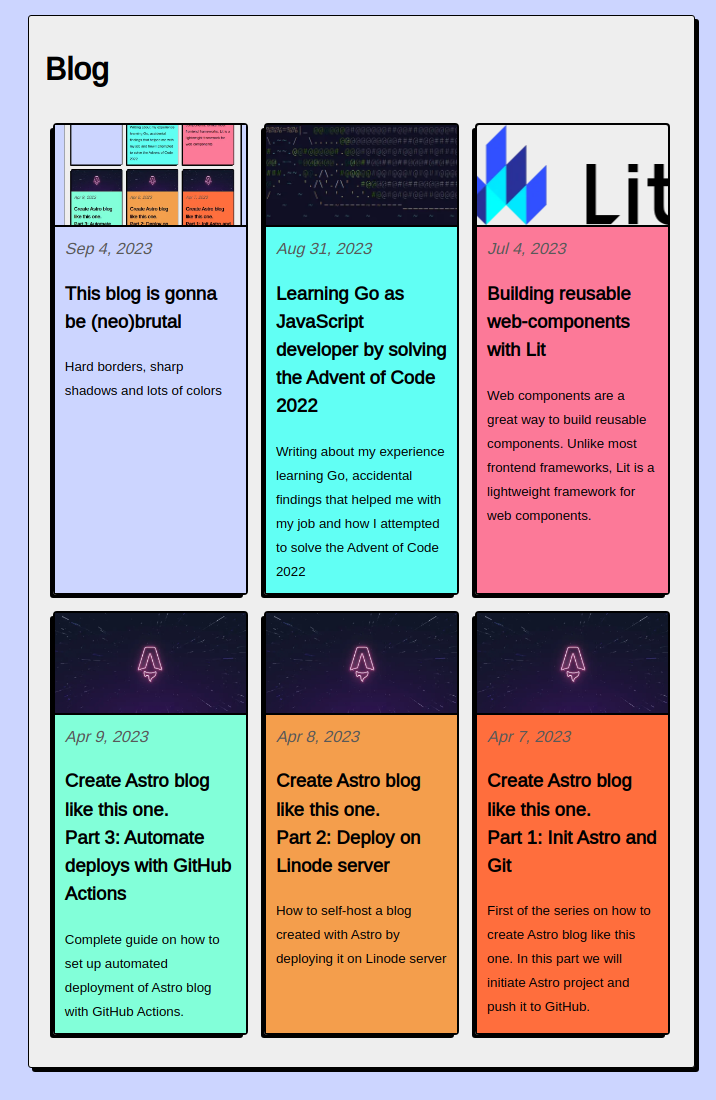 Blog
Sep 4, 2023
This blog is gonna
be (neo)brutal
Hard borders, sharp
shadows and lots of colors
Aug 31, 2023
Learning Go as
JavaScript
developer by solving
the Advent of Code
2022
Writing about my experience
learning Go, accidental
findings that helped me with
my job and how I attempted
to solve the Advent of Code
2022
Lit
Jul 4, 2023
Building reusable
web-components
with Lit
Web components are a
great way to build reusable
components. Unlike most
frontend frameworks, Lit is a
lightweight framework for
web components.
Apr 9, 2023
Create Astro blog
like this one.
Part 3: Automate
deploys with GitHub
Actions
Complete guide on how to
set up automated
deployment of Astro blog
with GitHub Actions.
Apr 8, 2023
Create Astro blog
like this one.
Part 2: Deploy on
Linode server
How to self-host a blog
created with Astro by
deploying it on Linode server
Apr 7, 2023
Create Astro blog
like this one.
Part 1: Init Astro and
Git
First of the series on how to
create Astro blog like this
one. In this part we will
initiate Astro project and
push it to GitHub.